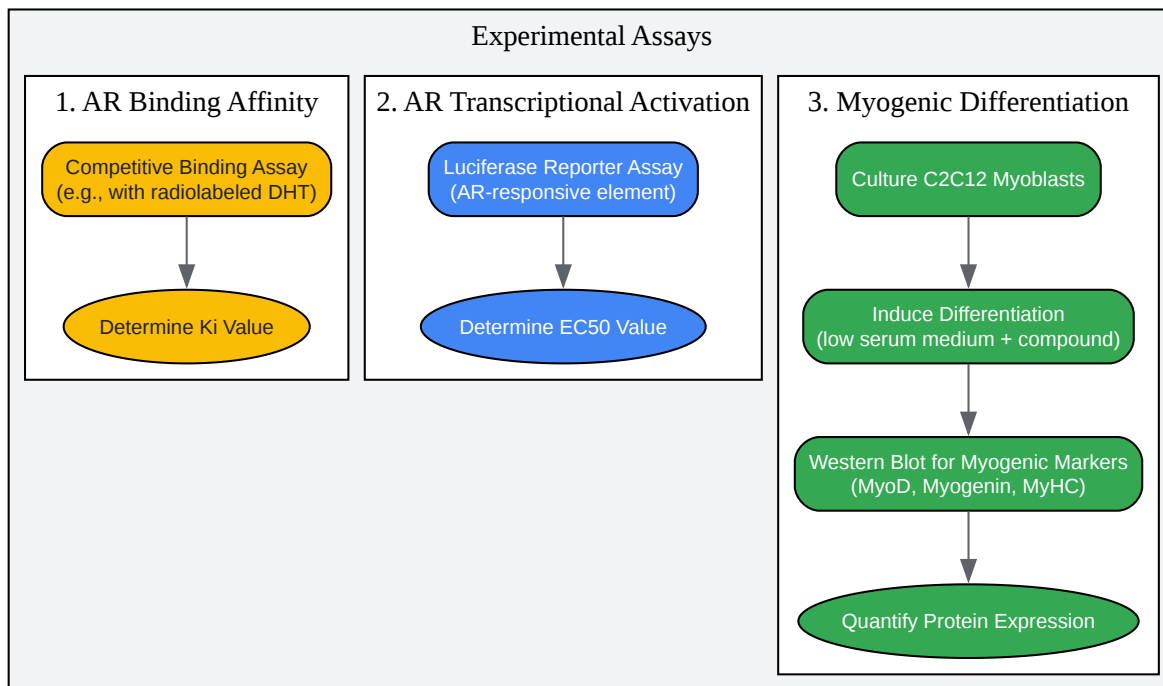 Experimental Assays
1. AR Binding Affinity
Competitive Binding Assay
(e.g., with radiolabeled DHT)
Determine Ki Value
2. AR Transcriptional Activation
Luciferase Reporter Assay
(AR-responsive element)
Determine EC50 Value
3. Myogenic Differentiation
Culture C2C12 Myoblasts
Induce Differentiation
(low serum medium + compound)
Western Blot for Myogenic Markers
(MyoD, Myogenin, MyHC)
Quantify Protein Expression